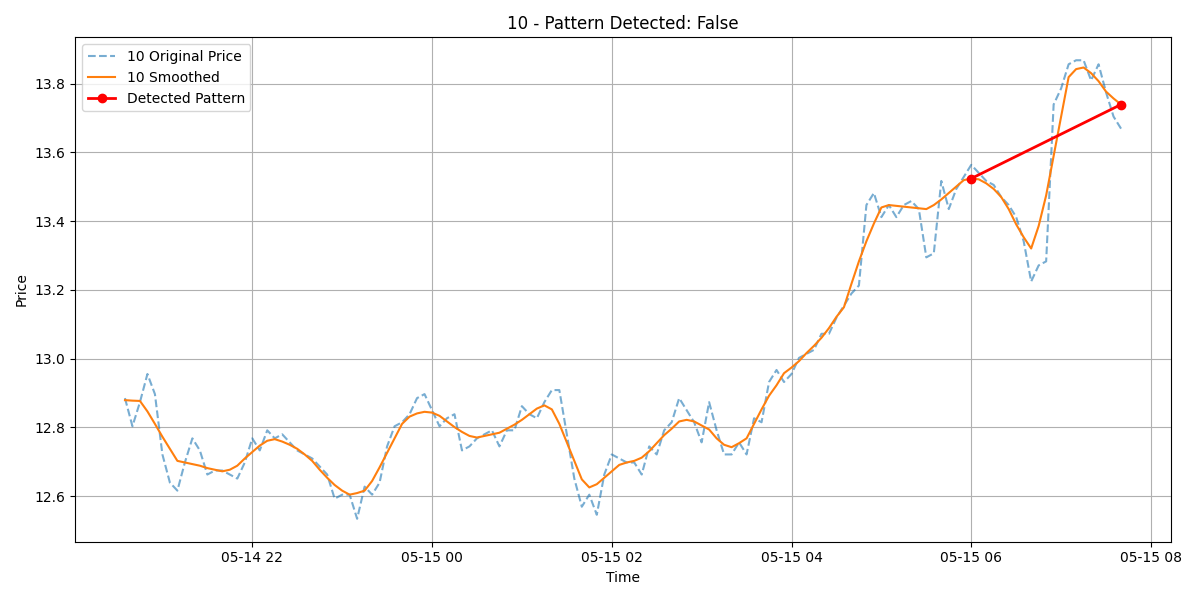 10 - Pattern Detected: False
10 Original Price
10 Smoothed
Detected Pattern
Price
13.8
13.6
13.4
13.2
13.0
12.8
12.6
05-14 22
05-15 00
05-15 02
05-15 04
05-15 06
05-15 08
Time